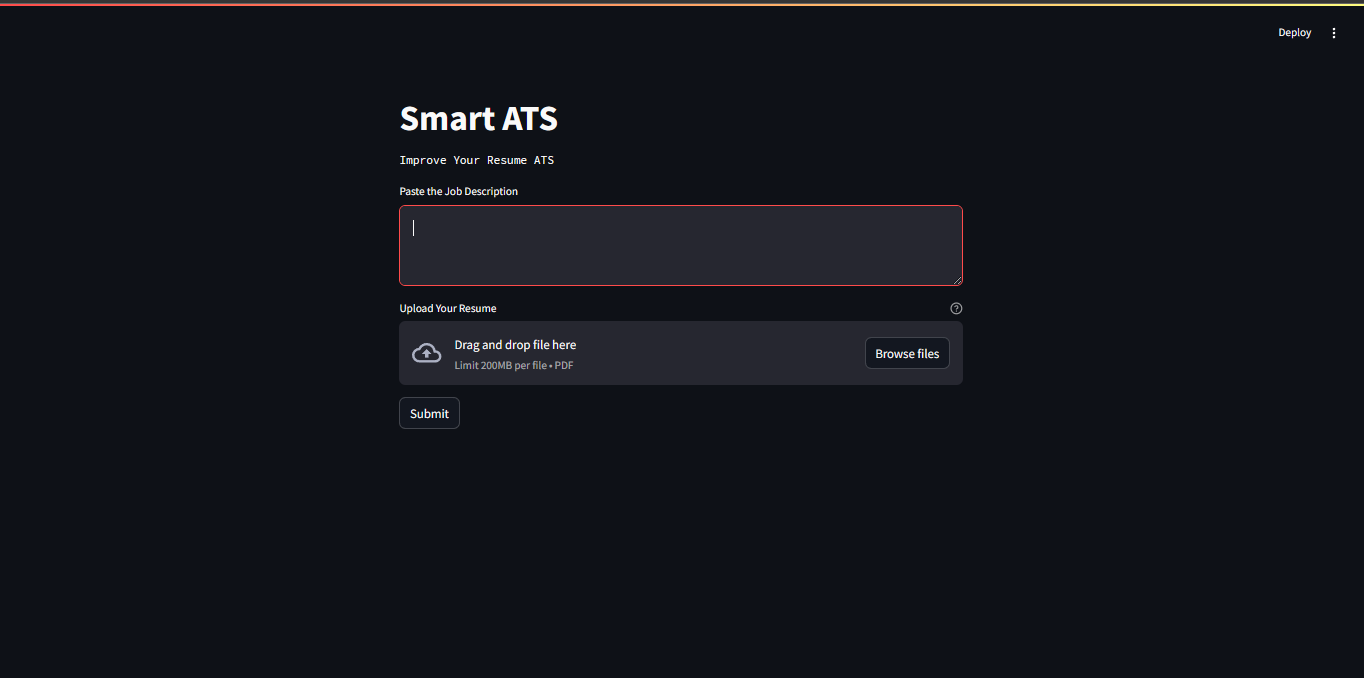 Deploy
Smart ATS
Improve Your Resume ATS
Paste the Job Description
Upload Your Resume
Drag and drop file here
Limit 200MB per file • PDF
Browse files
Submit